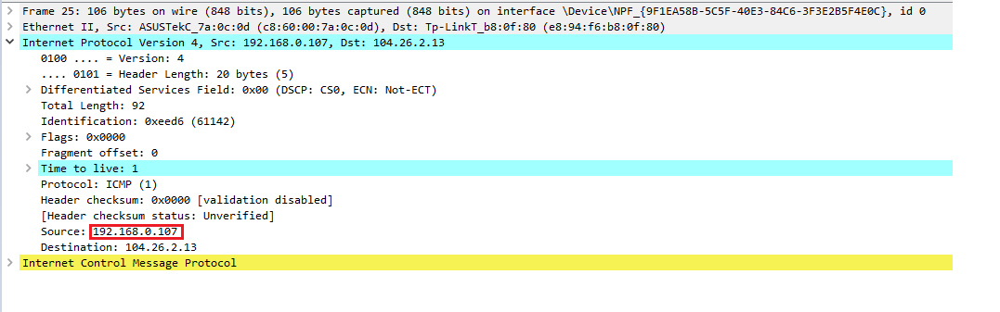 Frame 25: 106 bytes on wire (848 bits), 106 bytes captured (848 bits) on interface \Device\NPF_{9F1EA58B-5C5F-40E3-84C6-3F3E2B5F4E0C}, id 0
Ethernet II, Src: ASUSTekC_7a:0c:0d (c8:60:00:7a:0c:0d), Dst: Tp-LinkT_b8:0f:80 (e8:94:f6:b8:0f:80)
Internet Protocol Version 4, Src: 192.168.0.107, Dst: 104.26.2.13
0100 .... = Version: 4
.... 0101 = Header Length: 20 bytes (5)
Differentiated Services Field: 0x00 (DSCP: CS0, ECN: Not-ECT)
Total Length: 92
Identification: 0xeed6 (61142)
Flags: 0x0000
Fragment offset: 0
Time to live: 1
Protocol: ICMP (1)
Header checksum: 0x0000 [validation disabled]
[Header checksum status: Unverified]
Source: 192.168.0.107
Destination: 104.26.2.13
Internet Control Message Protocol